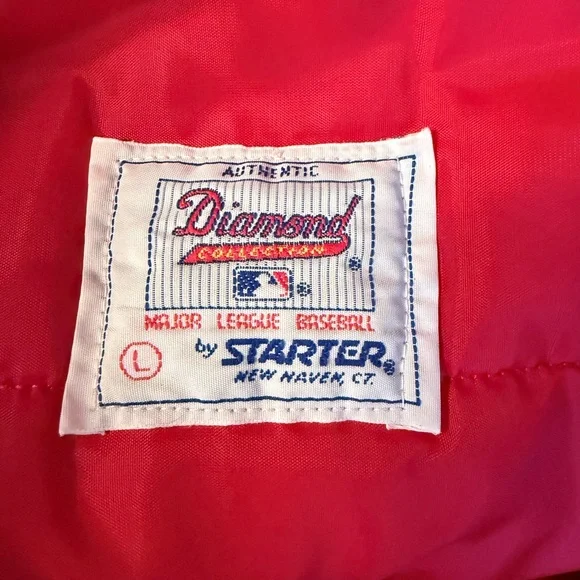 AUTHENTIC
Diamond
COLLECTION
®
®
MAJOR LEAGUE BASEBALL
L
by STARTER®
NEW HAVEN, CT.